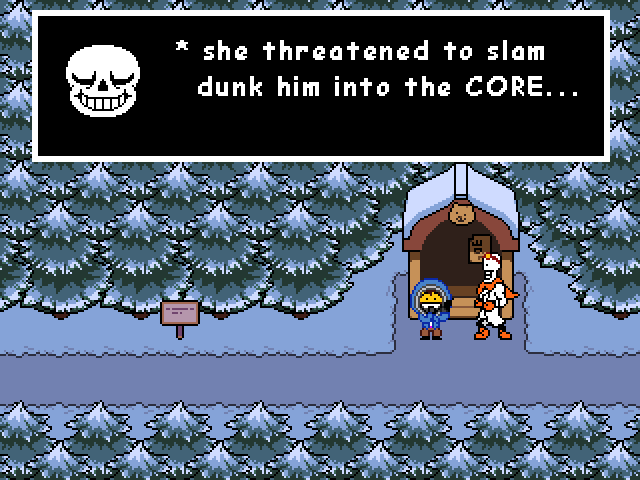 * she threatened to slam
dunk him into the CORE...